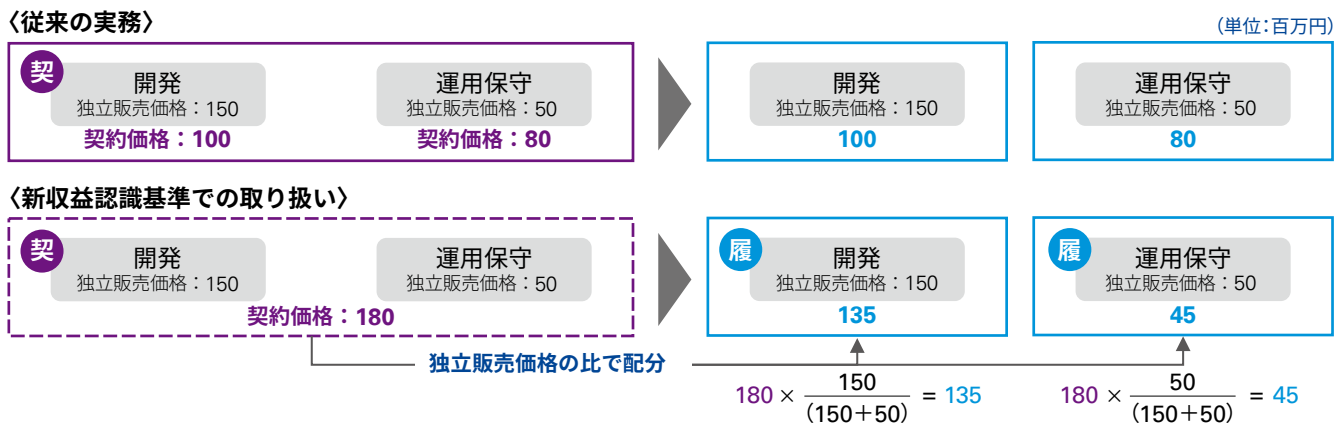 〈従来の実務〉
(単位:百万円)
契
開発
独立販売価格:150
契約価格:100
運用保守
独立販売価格:50
契約価格:80
開発
独立販売価格:150
100
運用保守
独立販売価格:50
80
〈新収益認識基準での取り扱い〉
契
開発
独立販売価格:150
運用保守
独立販売価格:50
契約価格:180
履
開発
独立販売価格:150
135
履
運用保守
独立販売価格:50
45
独立販売価格の比で配分
180 × 150 / (150+50) = 135
180 × 50 / (150+50) = 45